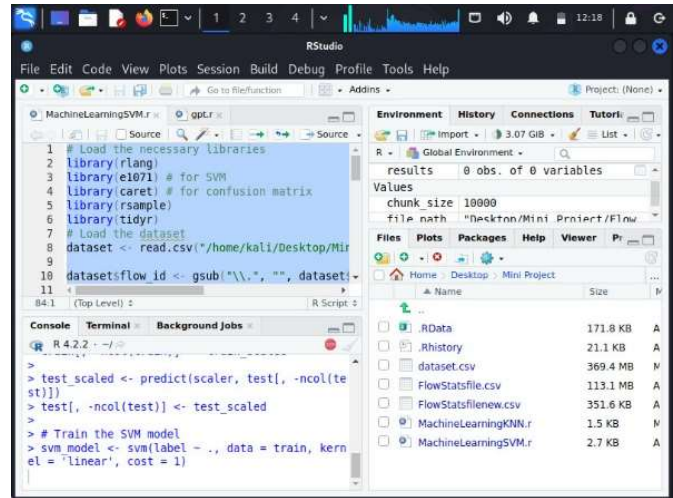 1 2 3 4
12:18
RStudio
File Edit Code View Plots Session Build Debug Profile Tools Help
Go to file/function
Addins
Project: (None)
MachineLearningSVM.r
gpt.r
Source
Source
1 # Load the necessary libraries
2 library(rlang)
3 library(e1071) # for SVM
4 library(caret) # for confusion matrix
5 library(rsample)
6 library(tidyr)
7 # Load the dataset
8 dataset <- read.csv("/home/kali/Desktop/Mir
9
10 dataset$flow_id <- gsub("\\.", "", dataset$
11
84:1 (Top Level) R Script
Console Terminal Background Jobs
R 4.2.2 · ~/
>
> test_scaled <- predict(scaler, test[, -ncol(te
st)])
> test[, -ncol(test)] <- test_scaled
>
> # Train the SVM model
> svm_model <- svm(label ~ ., data = train, kern
el = 'linear', cost = 1)
Environment History Connections Tutoria
Import 3.07 GiB List
R Global Environment
results 0 obs. of 0 variables
Values
chunk_size 10000
file_path "Desktop/Mini Project/Flow
Files Plots Packages Help Viewer Pr
Home Desktop Mini Project
Name Size
..
.RData 171.8 KB A
.Rhistory 21.1 KB A
dataset.csv 369.4 MB M
FlowStatsfile.csv 113.1 MB A
FlowStatsfilenew.csv 351.6 KB A
MachineLearningKNN.r 1.5 KB M
MachineLearningSVM.r 2.7 KB A